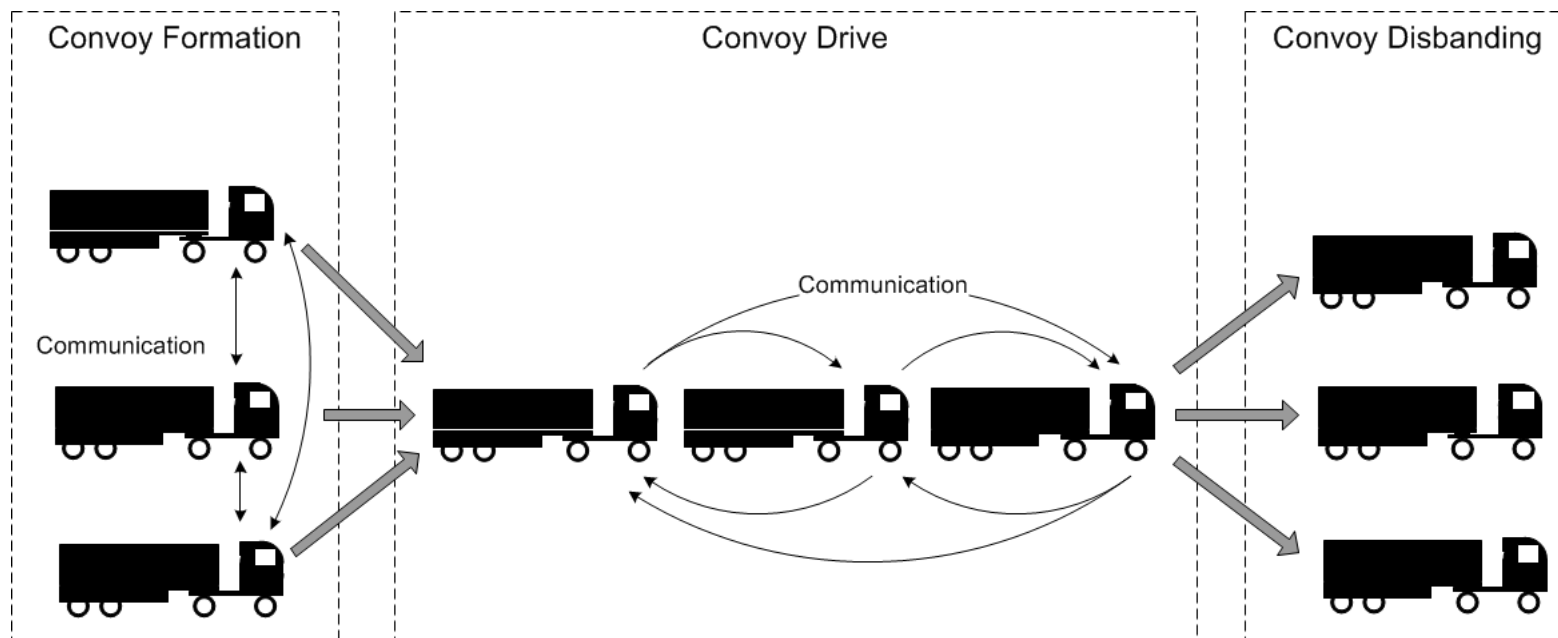 Convoy Formation
Convoy Drive
Convoy Disbanding
Communication
Communication